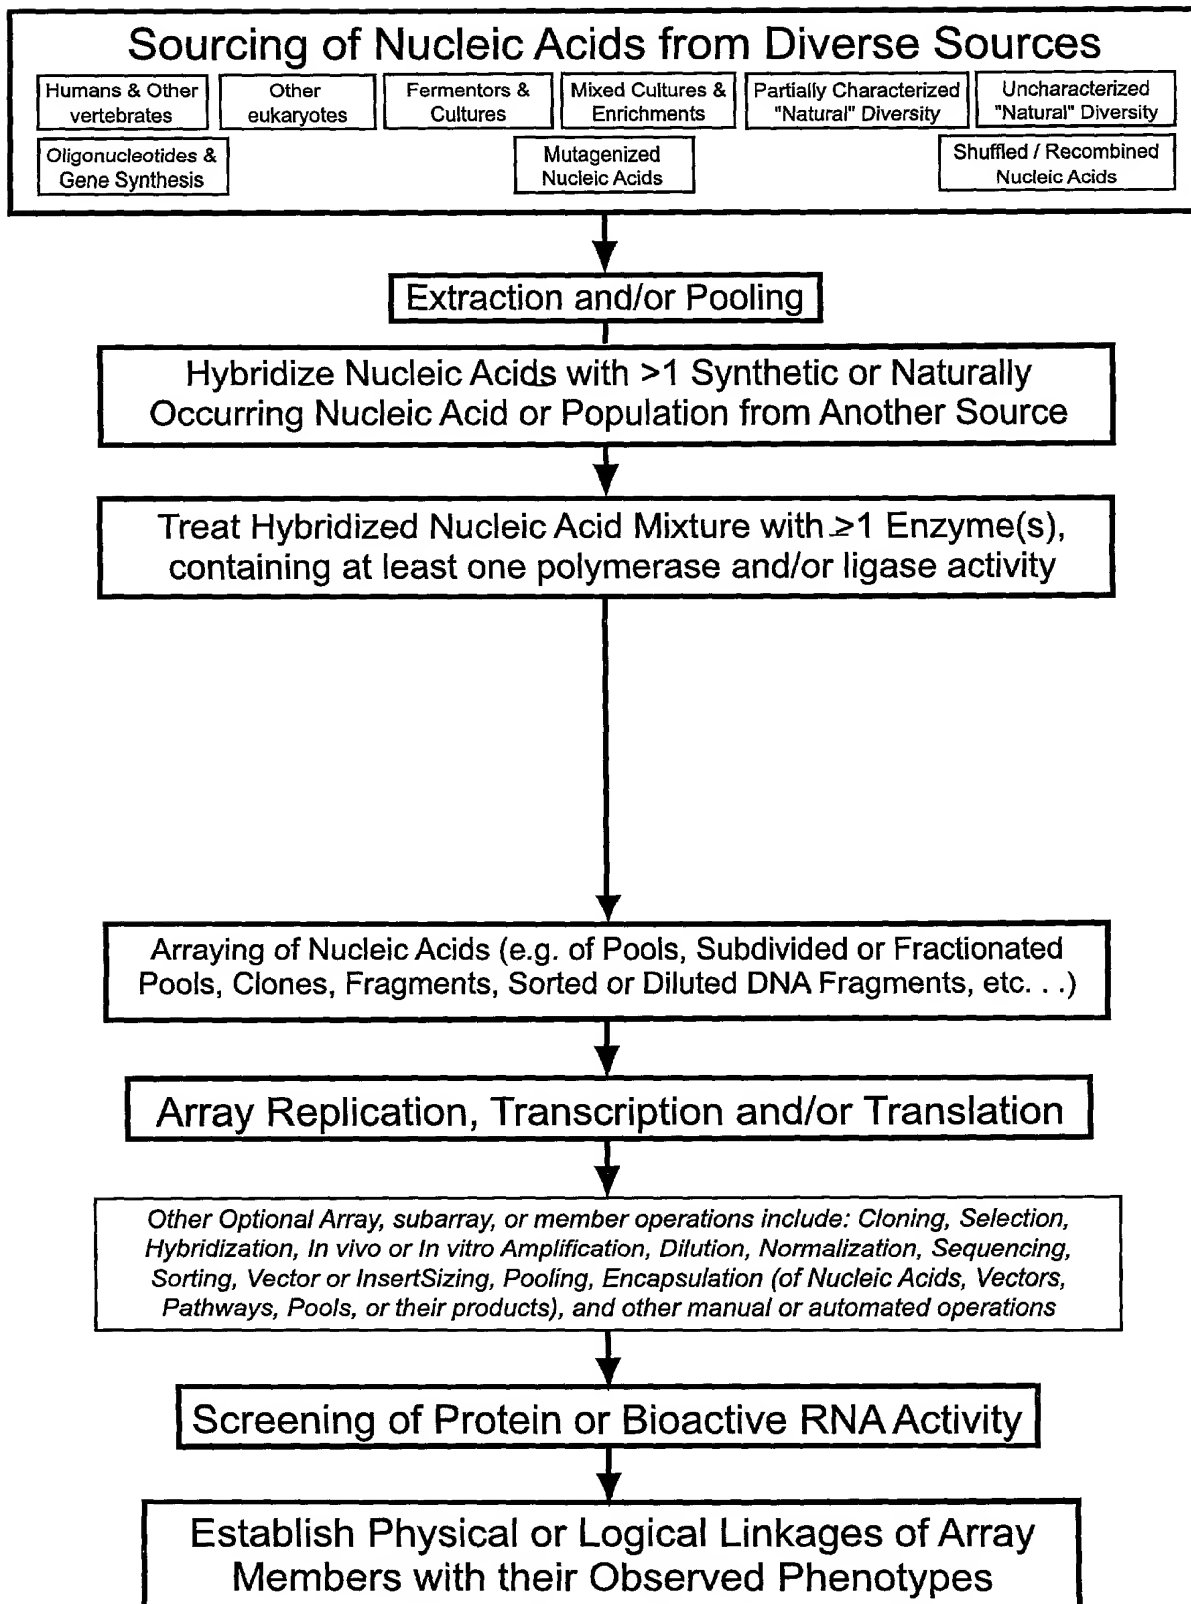 Sourcing of Nucleic Acids from Diverse Sources
Humans & Other
vertebrates
Other
eukaryotes
Fermentors &
Cultures
Mixed Cultures &
Enrichments
Partially Characterized
"Natural" Diversity
Uncharacterized
"Natural" Diversity
Oligonucleotides &
Gene Synthesis
Mutagenized
Nucleic Acids
Shuffled / Recombined
Nucleic Acids
Extraction and/or Pooling
Hybridize Nucleic Acids with >1 Synthetic or Naturally
Occurring Nucleic Acid or Population from Another Source
Treat Hybridized Nucleic Acid Mixture with ≥1 Enzyme(s),
containing at least one polymerase and/or ligase activity
Arraying of Nucleic Acids (e.g. of Pools, Subdivided or Fractionated
Pools, Clones, Fragments, Sorted or Diluted DNA Fragments, etc. . .)
Array Replication, Transcription and/or Translation
Other Optional Array, subarray, or member operations include: Cloning, Selection,
Hybridization, In vivo or In vitro Amplification, Dilution, Normalization, Sequencing,
Sorting, Vector or InsertSizing, Pooling, Encapsulation (of Nucleic Acids, Vectors,
Pathways, Pools, or their products), and other manual or automated operations
Screening of Protein or Bioactive RNA Activity
Establish Physical or Logical Linkages of Array
Members with their Observed Phenotypes